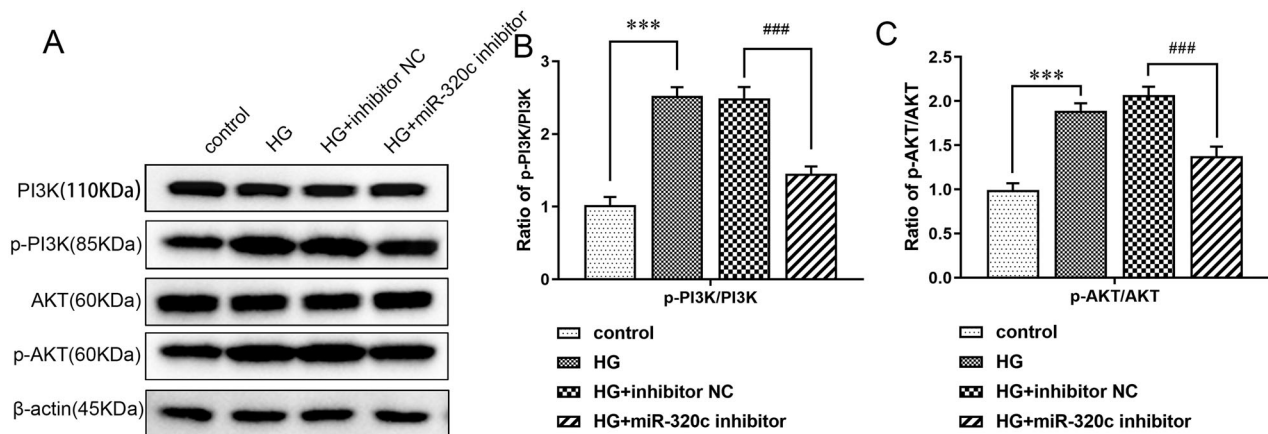 A
control
HG
HG+inhibitor NC
HG+miR-320c inhibitor
PI3K(110KDa)
p-PI3K(85KDa)
AKT(60KDa)
p-AKT(60KDa)
β-actin(45KDa)
B
Ratio of p-PI3K/PI3K
3
2
1
0
***
###
p-PI3K/PI3K
control
HG
HG+inhibitor NC
HG+miR-320c inhibitor
C
Ratio of p-AKT/AKT
2.5
2.0
1.5
1.0
0.5
0.0
***
###
p-AKT/AKT
control
HG
HG+inhibitor NC
HG+miR-320c inhibitor